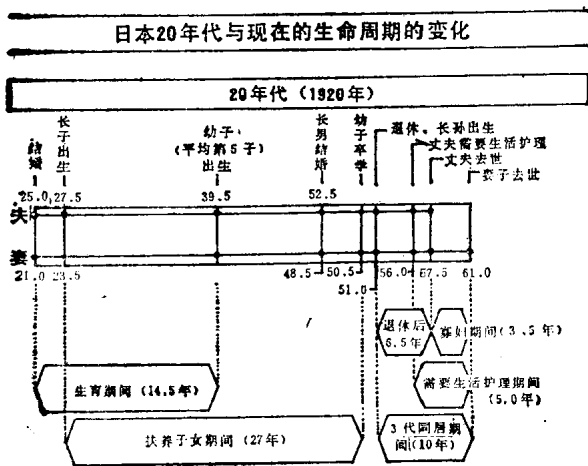 日本20年代与现在的生命周期的变化
20年代（1920年）
结婚
长子出生
幼子
（平均第5子）
出生
长男结婚
幼子卒学
退休、长孙出生
丈夫需要生活护理
丈夫去世
妻子去世
25.0 27.5 39.5 52.5
夫
妻
21.0 23.5 48.5 50.5 56.0 57.5 61.0
51.0
退休后
6.5年
寡妇期间（3.5年）
生育期间（14.5年）
需要生活护理期间
（5.0年）
扶养子女期间（27年）
3代同居期
间（10年）